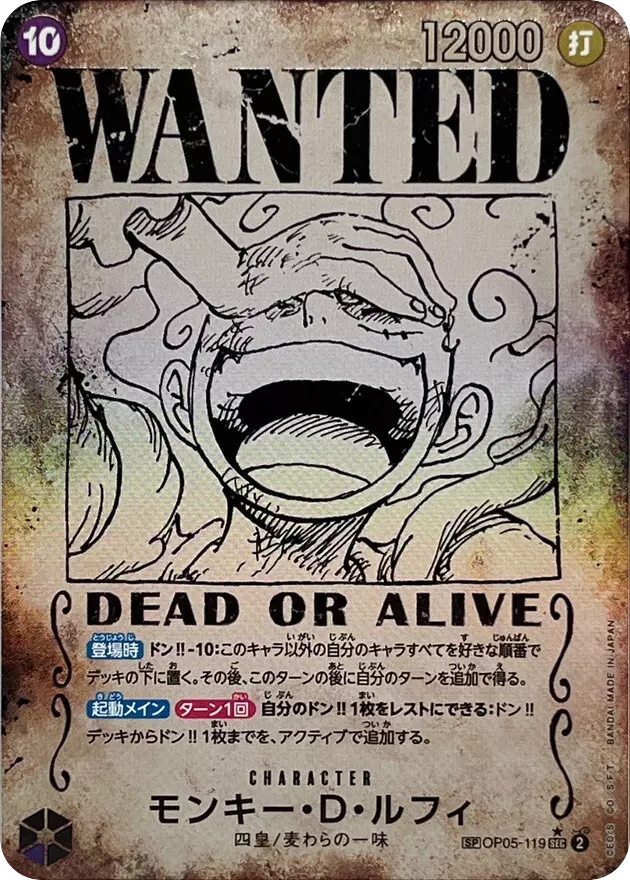 10
12000
打
WANTED
DEAD OR ALIVE
登場時 ドン!!-10:このキャラ以外の自分のキャラすべてを好きな順番で
デッキの下に置く。その後、このターンの後に自分のターンを追加で得る。
起動メイン ターン1回 自分のドン!!1枚をレストにできる:ドン!!
デッキからドン!!1枚までを、アクティブで追加する。
CHARACTER
モンキー・D・ルフィ
四皇/麦わらの一味
SP OP05-119 SEC ★ 2
©E.O./S. CO. S.F.T. BANDAI MADE IN JAPAN